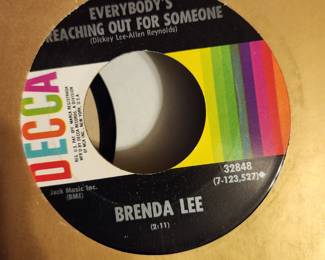 EVERYBODY'S
REACHING OUT FOR SOMEONE
(Dickey Lee-Allen Reynolds)
DECCA
32848
(7-123,527)
Jack Music Inc.
(BMI)
BRENDA LEE
(2:11)